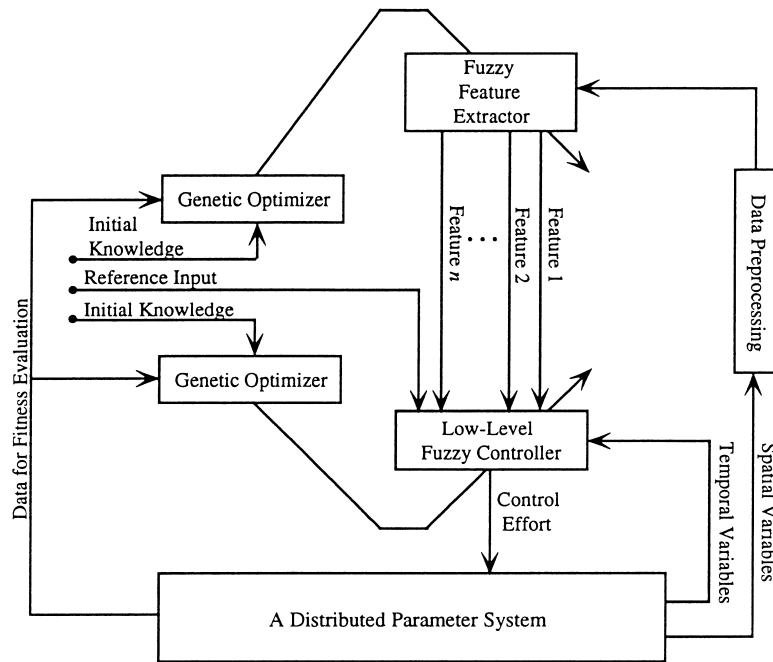 Fuzzy
Feature
Extractor
Genetic Optimizer
Initial
Knowledge
Reference Input
Initial Knowledge
Genetic Optimizer
Feature n
...
Feature 2
Feature 1
Data Preprocessing
Low-Level
Fuzzy Controller
Control
Effort
Data for Fitness Evaluation
Temporal Variables
Spatial Variables
A Distributed Parameter System